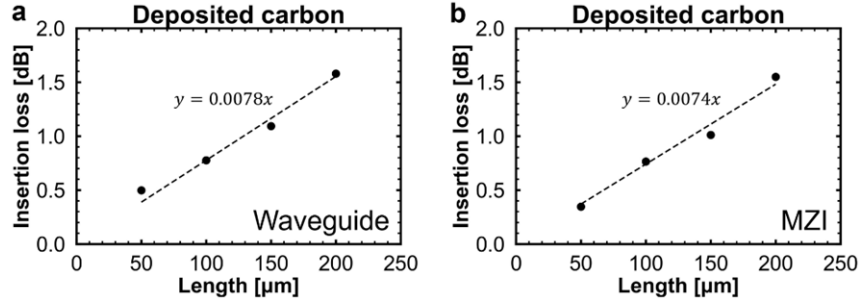 a
Deposited carbon
Insertion loss [dB]
2.0
1.5
1.0
0.5
0.0
y = 0.0078x
Waveguide
0 50 100 150 200 250
Length [μm]
b
Deposited carbon
Insertion loss [dB]
2.0
1.5
1.0
0.5
0.0
y = 0.0074x
MZI
0 50 100 150 200 250
Length [μm]